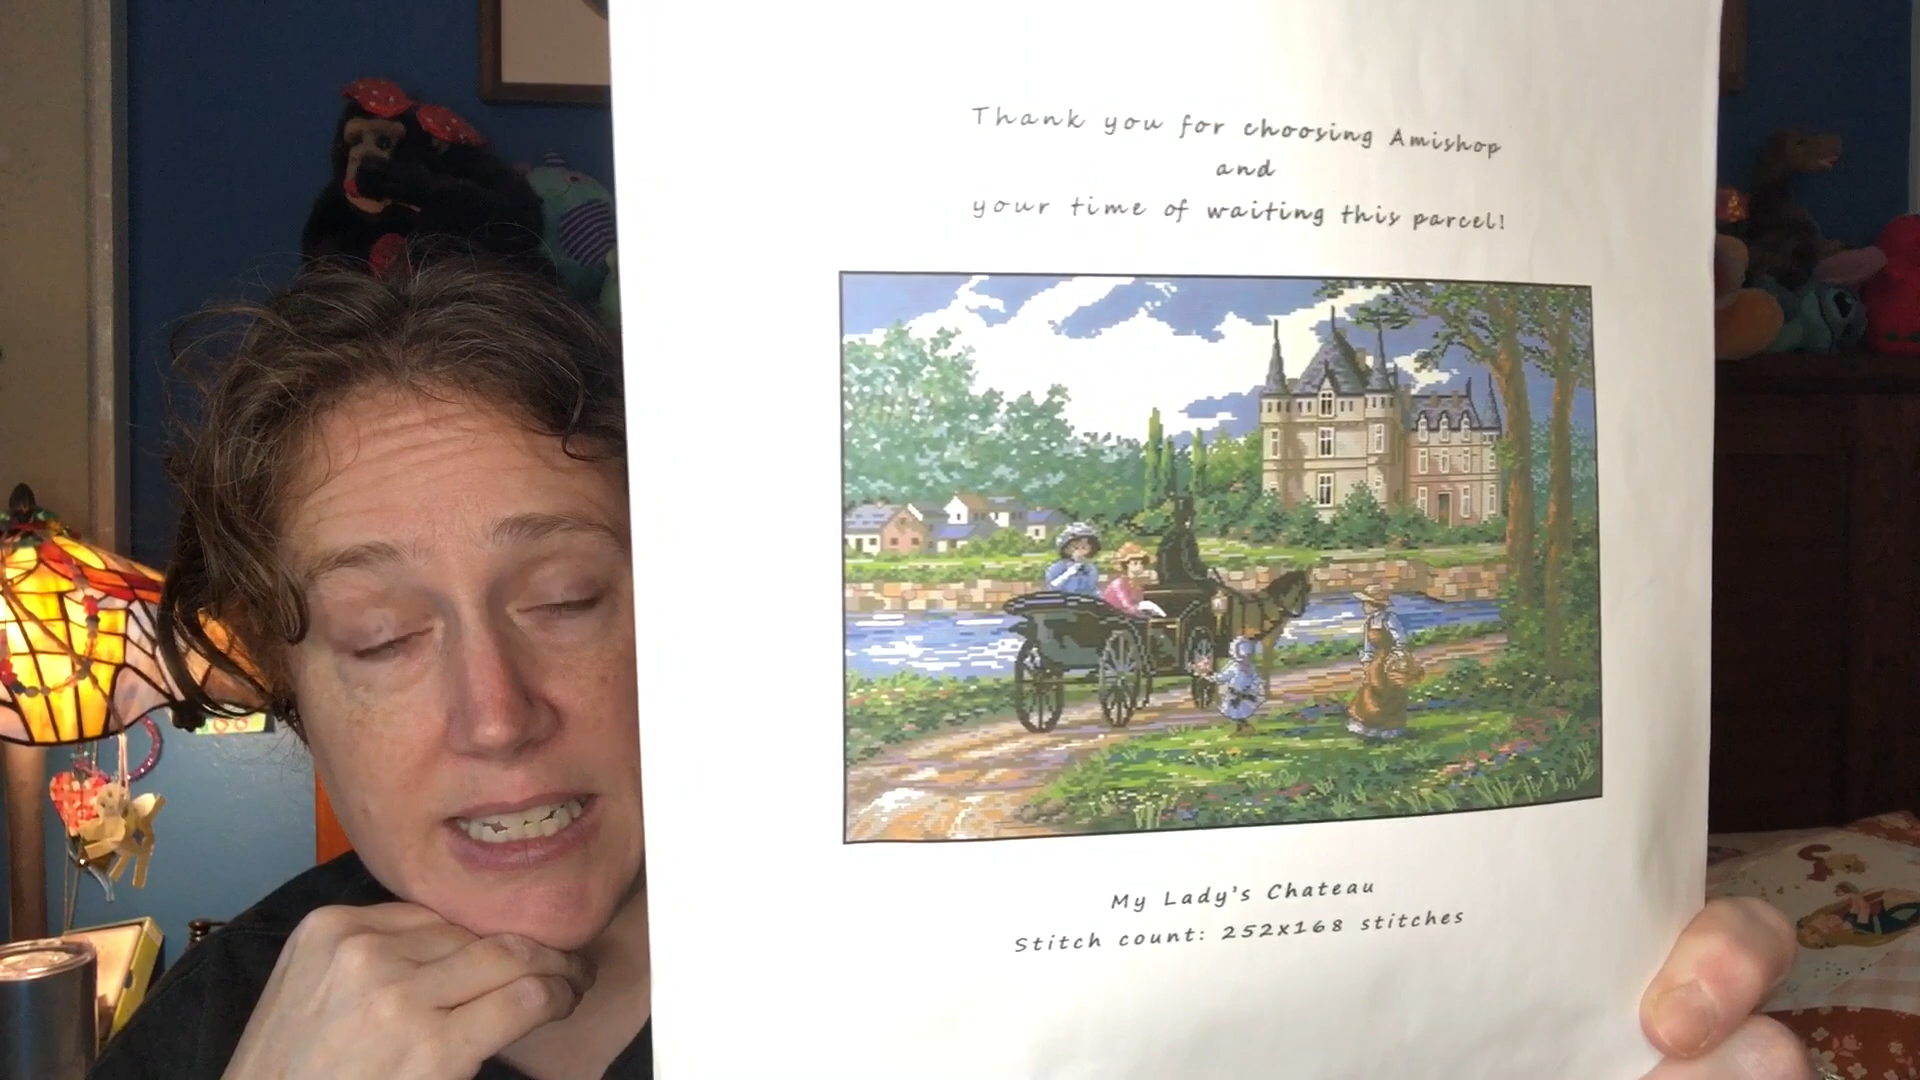 Thank you for choosing Amishop
and
your time of waiting this parcel!
My Lady's Chateau
Stitch count: 252x168 stitches